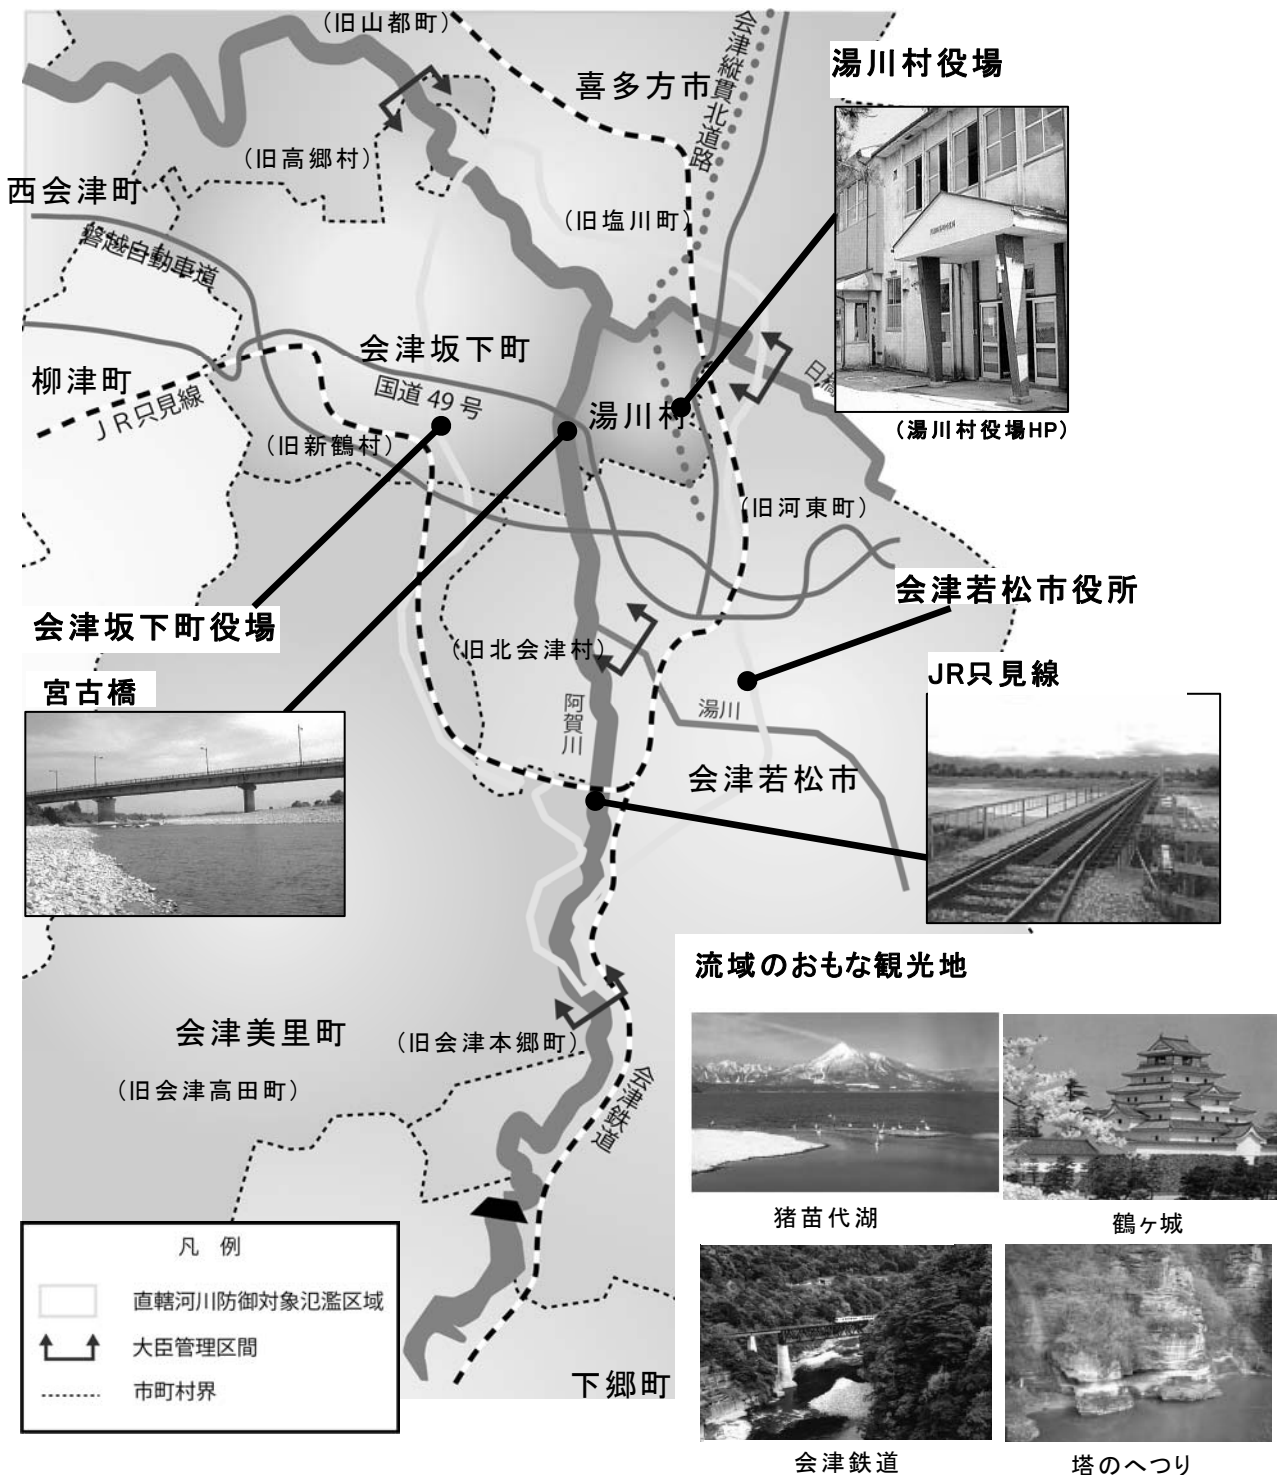 (旧山都町)
会津縦貫北道路
湯川村役場
喜多方市
(旧高郷村)
西会津町
(旧塩川町)
磐越自動車道
会津坂下町
柳津町
JR只見線
国道49号
湯川村
(湯川村役場HP)
(旧新鶴村)
(旧河東町)
会津若松市役所
会津坂下町役場
(旧北会津村)
JR只見線
宮古橋
阿賀川
湯川
会津若松市
流域のおもな観光地
会津美里町
(旧会津本郷町)
(旧会津高田町)
会津鉄道
猪苗代湖
鶴ヶ城
凡 例
直轄河川防御対象氾濫区域
大臣管理区間
市町村界
下郷町
会津鉄道
塔のへつり